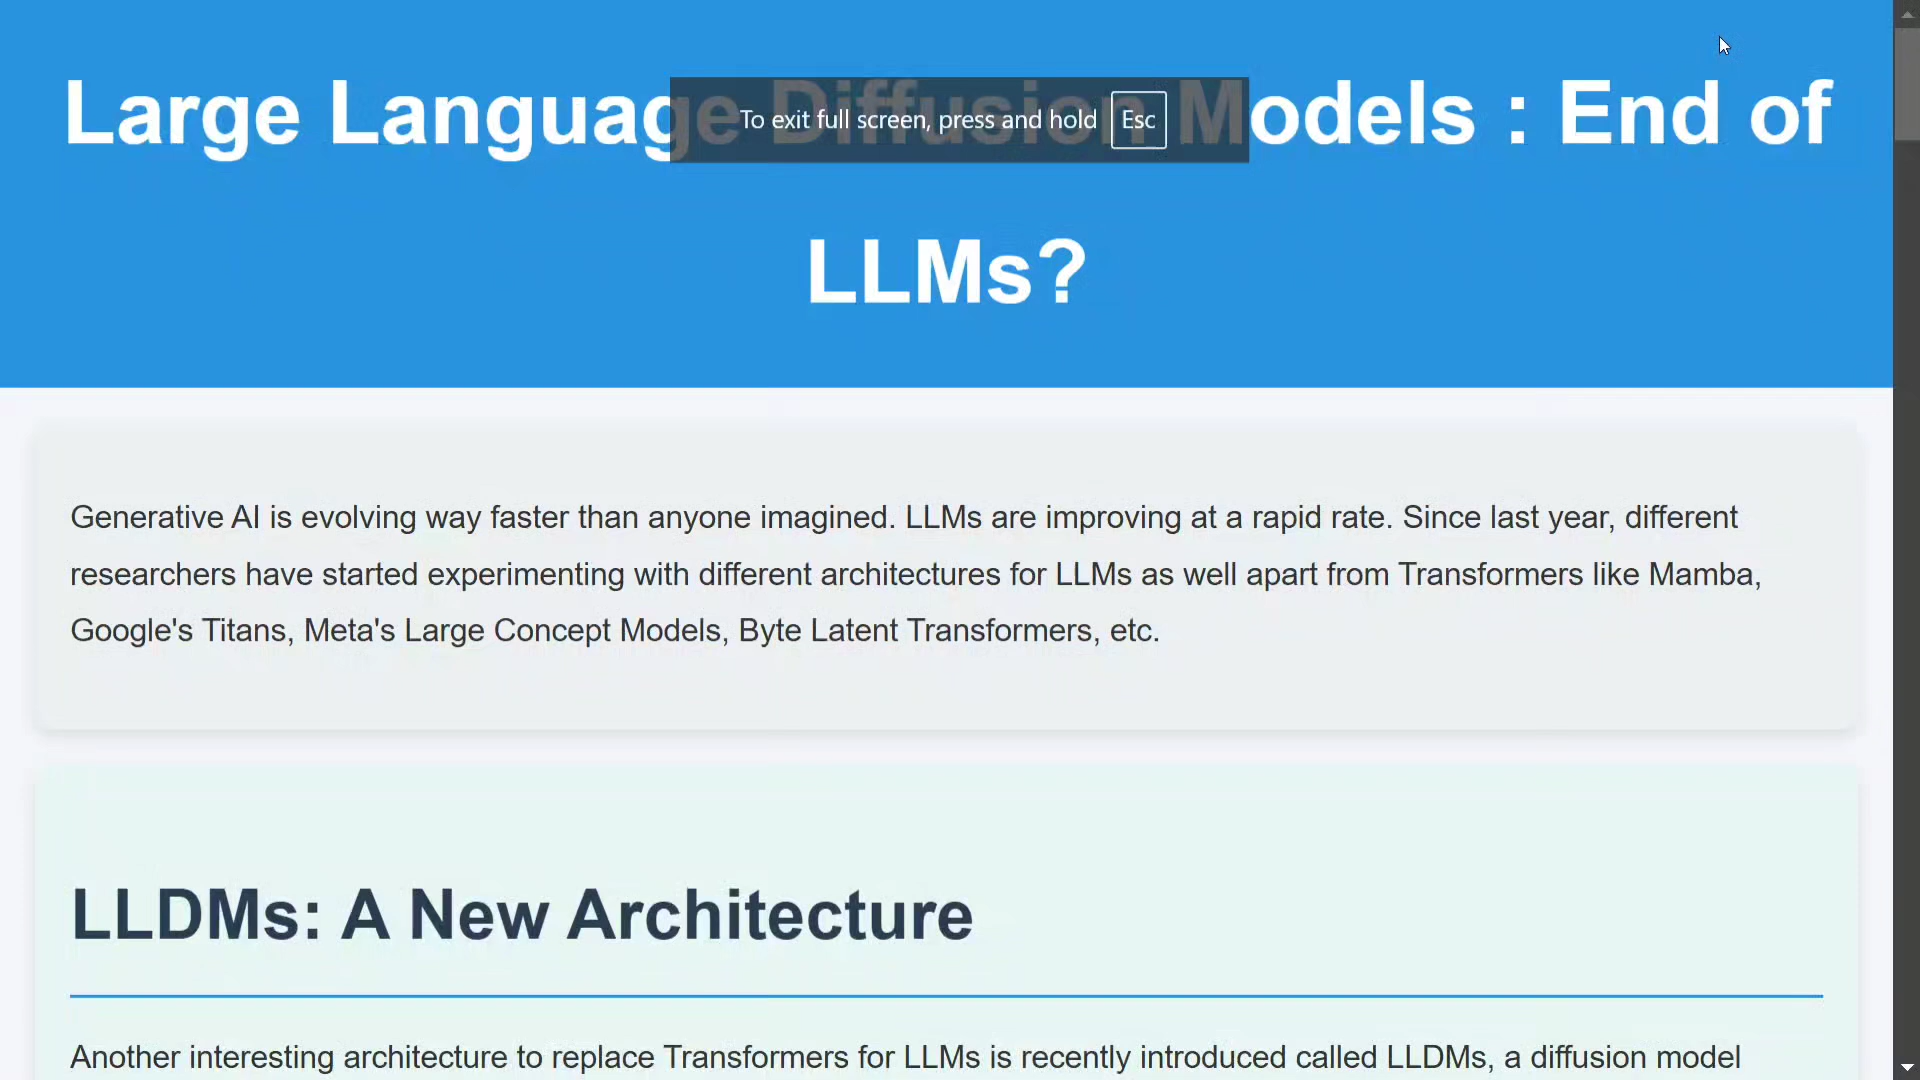 Large Language Diffusion Models : End of
LLMs?
To exit full screen, press and hold Esc
Generative AI is evolving way faster than anyone imagined. LLMs are improving at a rapid rate. Since last year, different
researchers have started experimenting with different architectures for LLMs as well apart from Transformers like Mamba,
Google's Titans, Meta's Large Concept Models, Byte Latent Transformers, etc.
LLDMs: A New Architecture
Another interesting architecture to replace Transformers for LLMs is recently introduced called LLDMs, a diffusion model